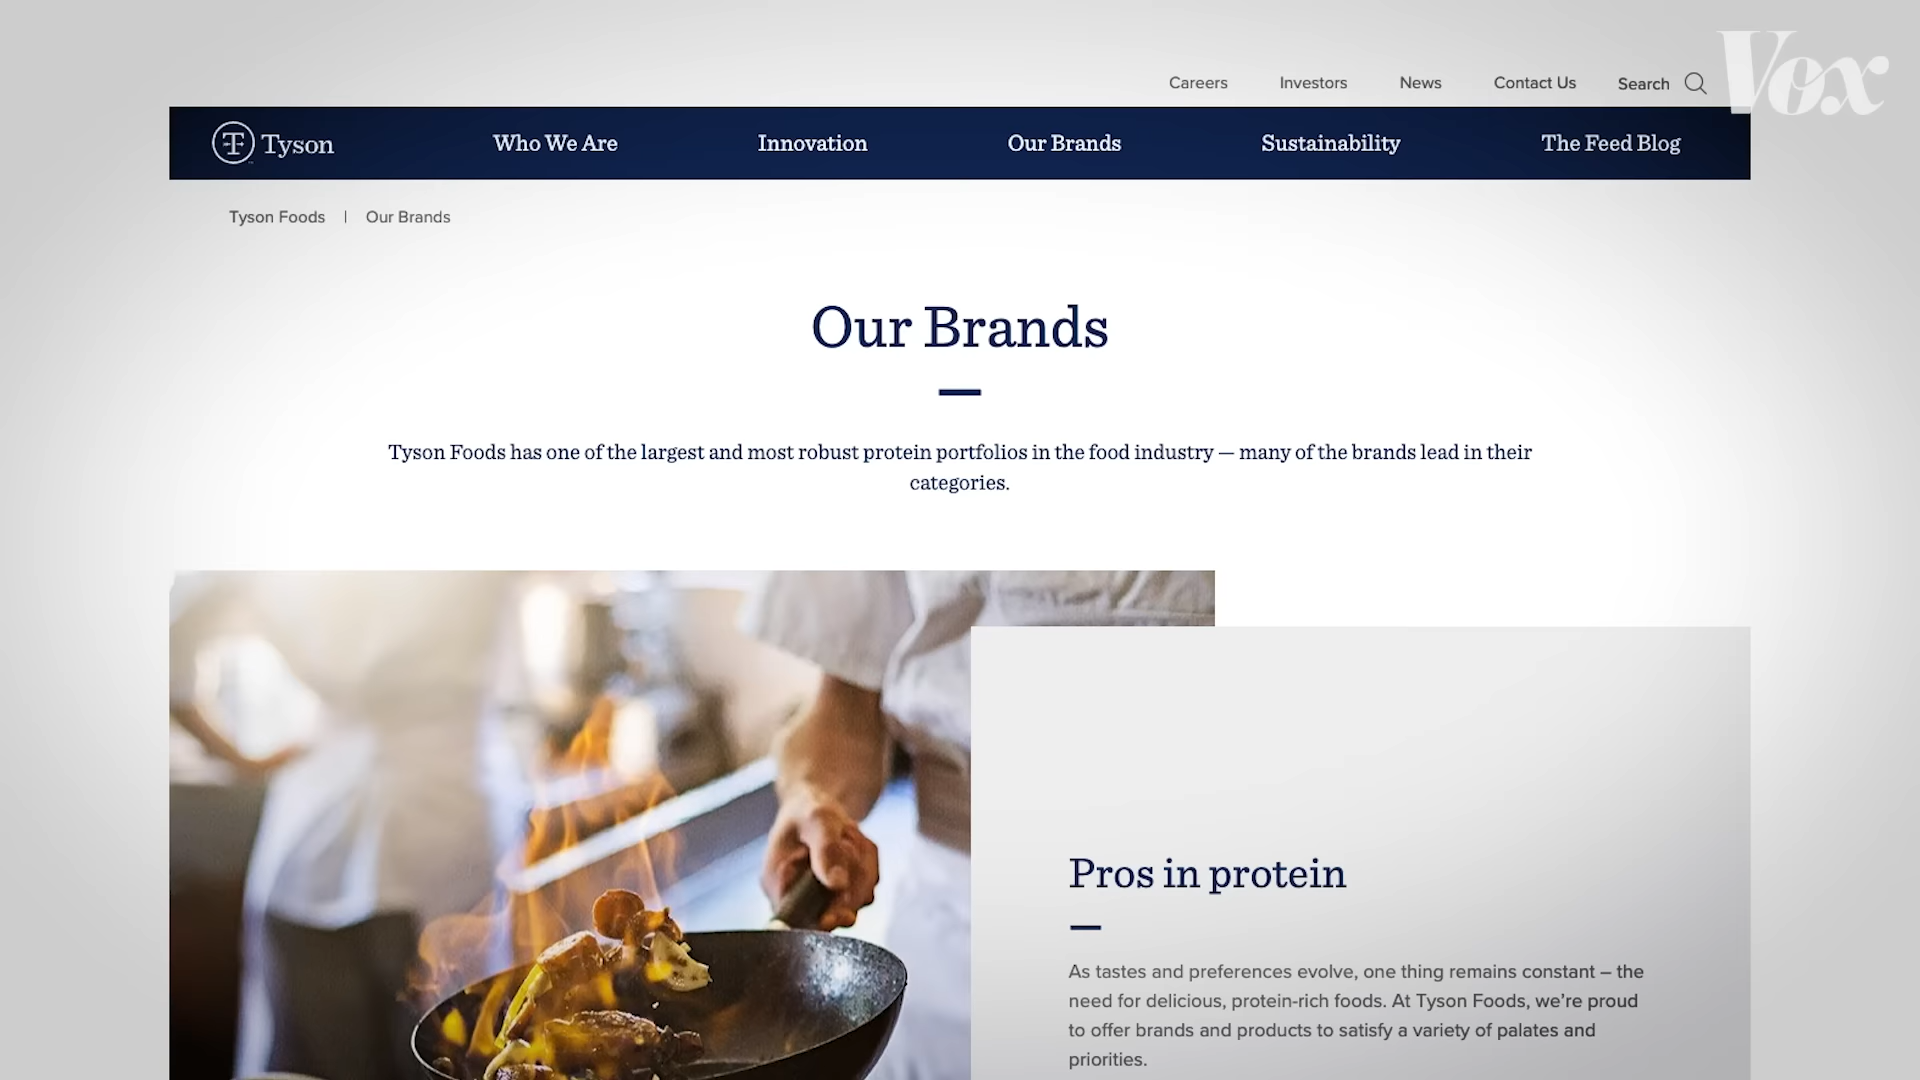 Vox
Careers Investors News Contact Us Search
Tyson Who We Are Innovation Our Brands Sustainability The Feed Blog
Tyson Foods | Our Brands
Our Brands
Tyson Foods has one of the largest and most robust protein portfolios in the food industry — many of the brands lead in their
categories.
Pros in protein
As tastes and preferences evolve, one thing remains constant – the
need for delicious, protein-rich foods. At Tyson Foods, we’re proud
to offer brands and products to satisfy a variety of palates and
priorities.